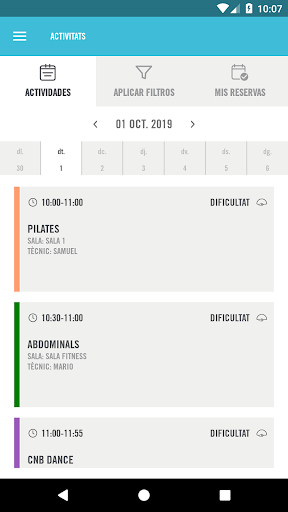 10:07
ACTIVITATS
ACTIVIDADES APLICAR FILTROS MIS RESERVAS
01 OCT. 2019
dl. dt. dc. dj. dv. ds. dg.
30 1 2 3 4 5 6
10:00-11:00 DIFICULTAT
PILATES
SALA: SALA 1
TÈCNIC: SAMUEL
10:30-11:00 DIFICULTAT
ABDOMINALS
SALA: SALA FITNESS
TÈCNIC: MARIO
11:00-11:55 DIFICULTAT
CNB DANCE